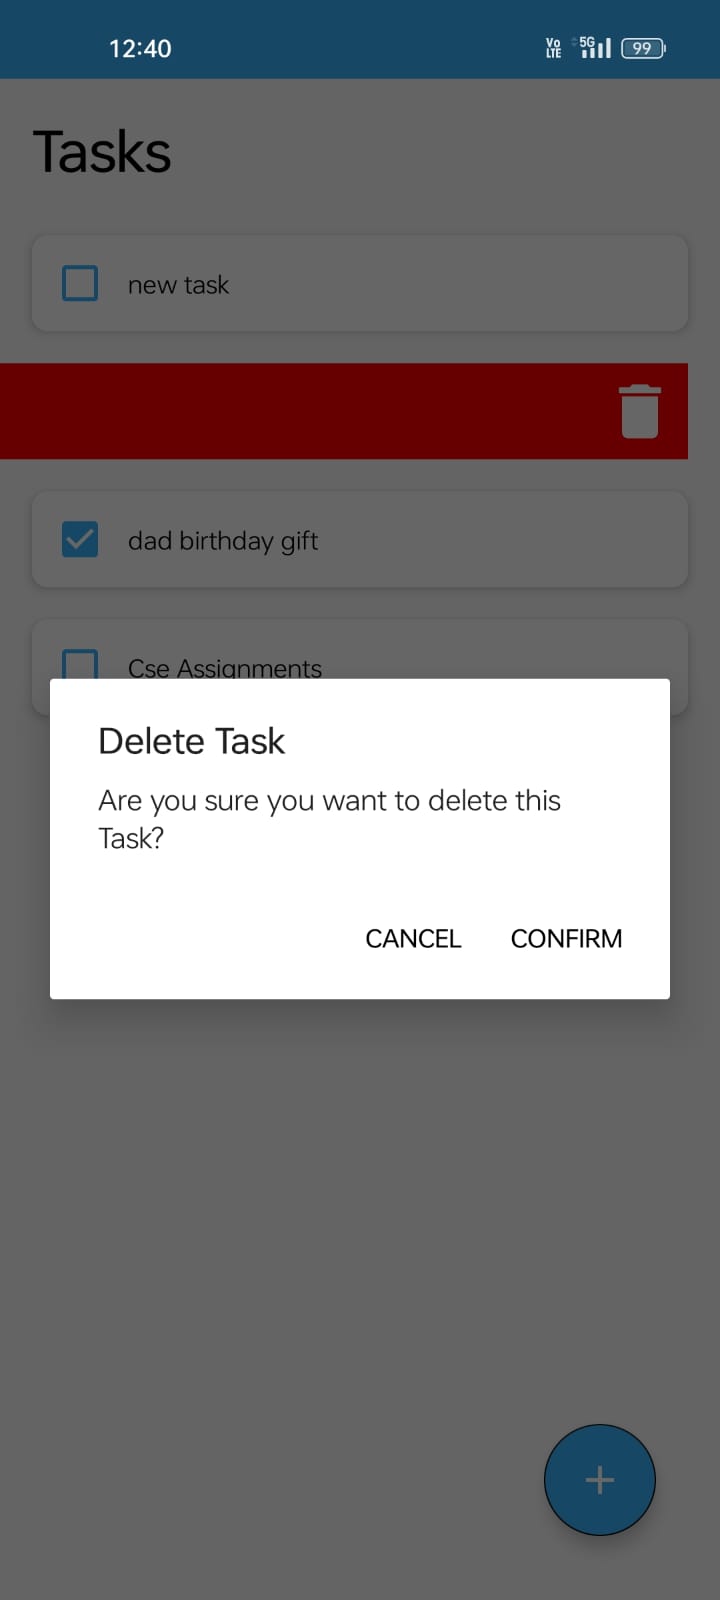 12:40 Vo LTE 5G 99
Tasks
new task
dad birthday gift
Cse Assignments
Delete Task
Are you sure you want to delete this
Task?
CANCEL CONFIRM